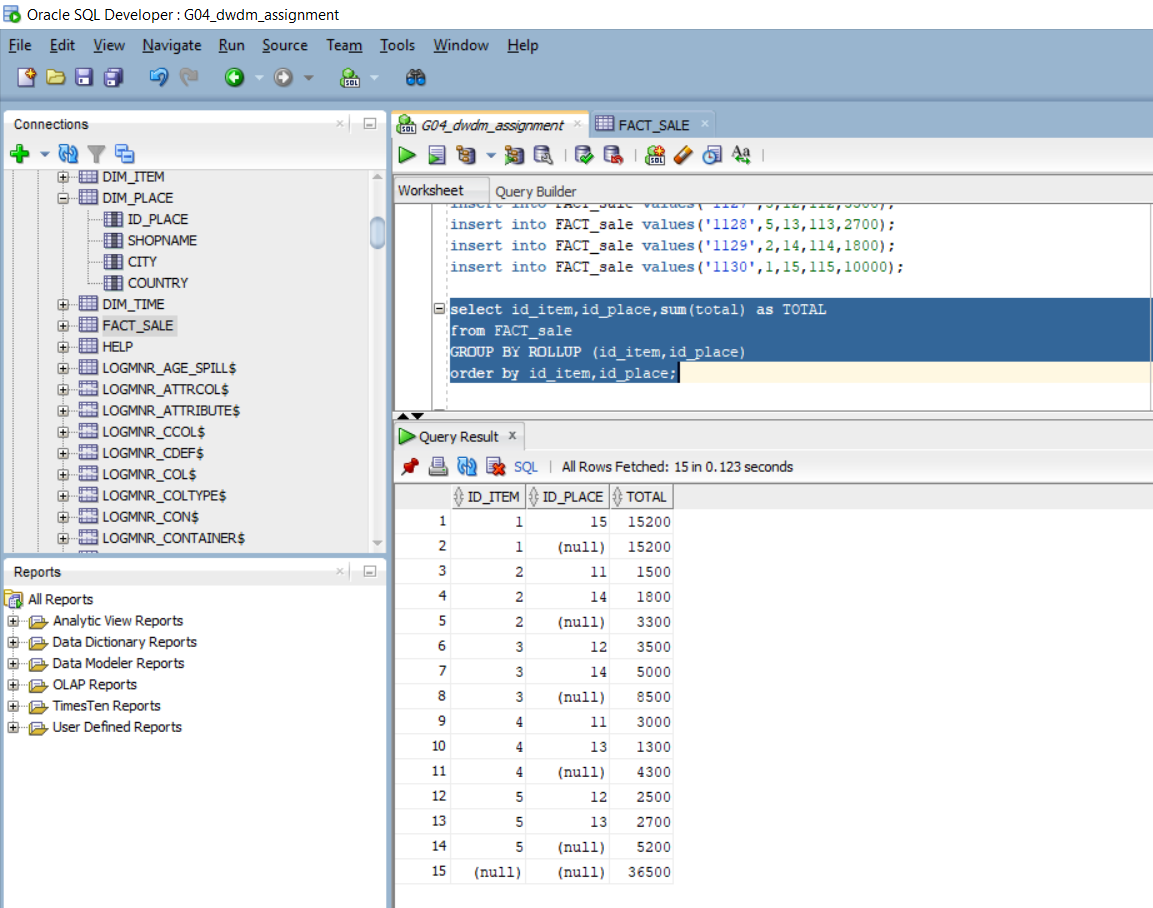 Oracle SQL Developer : G04_dwdm_assignment
File Edit View Navigate Run Source Team Tools Window Help
Connections
DIM_ITEM
DIM_PLACE
ID_PLACE
SHOPNAME
CITY
COUNTRY
DIM_TIME
FACT_SALE
HELP
LOGMNR_AGE_SPILL$
LOGMNR_ATTRCOL$
LOGMNR_ATTRIBUTE$
LOGMNR_CCOL$
LOGMNR_CDEF$
LOGMNR_COL$
LOGMNR_COLTYPE$
LOGMNR_CON$
LOGMNR_CONTAINER$
Reports
All Reports
Analytic View Reports
Data Dictionary Reports
Data Modeler Reports
OLAP Reports
TimesTen Reports
User Defined Reports
G04_dwdm_assignment FACT_SALE
Worksheet Query Builder
insert into FACT_sale values('1128',5,13,113,2700);
insert into FACT_sale values('1129',2,14,114,1800);
insert into FACT_sale values('1130',1,15,115,10000);
select id_item,id_place,sum(total) as TOTAL
from FACT_sale
GROUP BY ROLLUP (id_item,id_place)
order by id_item,id_place;
Query Result
SQL | All Rows Fetched: 15 in 0.123 seconds
ID_ITEM ID_PLACE TOTAL
1 1 15 15200
2 1 (null) 15200
3 2 11 1500
4 2 14 1800
5 2 (null) 3300
6 3 12 3500
7 3 14 5000
8 3 (null) 8500
9 4 11 3000
10 4 13 1300
11 4 (null) 4300
12 5 12 2500
13 5 13 2700
14 5 (null) 5200
15 (null) (null) 36500